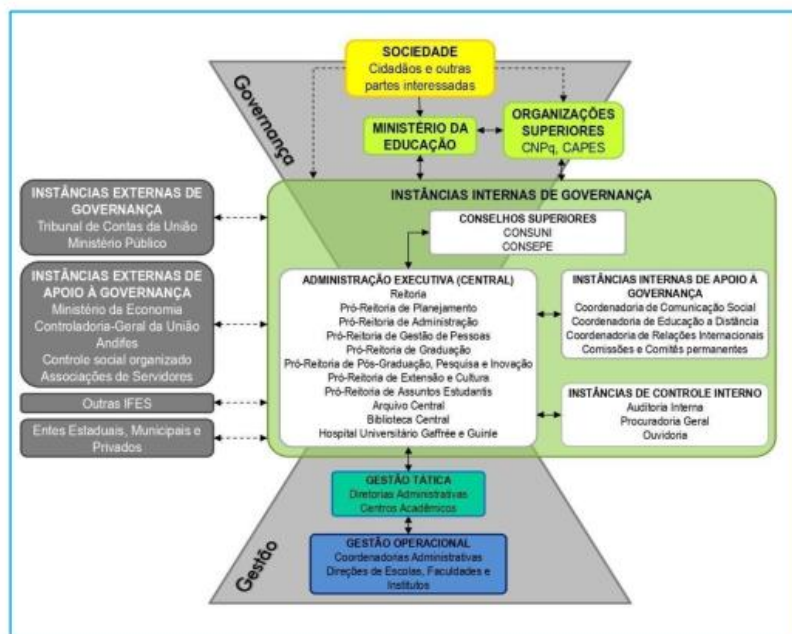 SOCIEDADE
Cidadãos e outras
partes interessadas
Governança
MINISTÉRIO DA
EDUCAÇÃO
ORGANIZAÇÕES
SUPERIORES
CNPq, CAPES
INSTÂNCIAS EXTERNAS DE
GOVERNANÇA
Tribunal de Contas da União
Ministério Público
INSTÂNCIAS EXTERNAS DE
APOIO À GOVERNANÇA
Ministério da Economia
Controladoria-Geral da União
Andifes
Controle social organizado
Associações de Servidores
Outras IFES
Entes Estaduais, Municipais e
Privados
INSTÂNCIAS INTERNAS DE GOVERNANÇA
CONSELHOS SUPERIORES
CONSUNI
CONSEPE
ADMINISTRAÇÃO EXECUTIVA (CENTRAL)
Reitoria
Pró-Reitoria de Planejamento
Pró-Reitoria de Administração
Pró-Reitoria de Gestão de Pessoas
Pró-Reitoria de Graduação
Pró-Reitoria de Pós-Graduação, Pesquisa e Inovação
Pró-Reitoria de Extensão e Cultura
Pró-Reitoria de Assuntos Estudantis
Arquivo Central
Biblioteca Central
Hospital Universitário Gaffrée e Guinle
INSTÂNCIAS INTERNAS DE APOIO À
GOVERNANÇA
Coordenadoria de Comunicação Social
Coordenadoria de Educação a Distância
Coordenadoria de Relações Internacionais
Comissões e Comitês permanentes
INSTÂNCIAS DE CONTROLE INTERNO
Auditoria Interna
Procuradoria Geral
Ouvidoria
GESTÃO TÁTICA
Diretorias Administrativas
Centros Acadêmicos
GESTÃO OPERACIONAL
Coordenadorias Administrativas
Direções de Escolas, Faculdades e
Institutos
Gestão